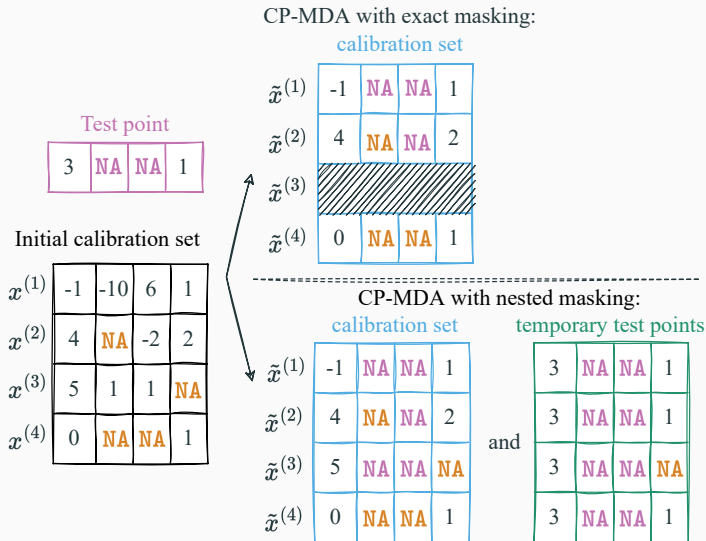 CP-MDA with exact masking:
calibration set
x̃⁽¹⁾ -1 NA NA 1
x̃⁽²⁾ 4 NA NA 2
x̃⁽³⁾
x̃⁽⁴⁾ 0 NA NA 1
Test point
3 NA NA 1
Initial calibration set
x⁽¹⁾ -1 -10 6 1
x⁽²⁾ 4 NA -2 2
x⁽³⁾ 5 1 1 NA
x⁽⁴⁾ 0 NA NA 1
CP-MDA with nested masking:
calibration set
x̃⁽¹⁾ -1 NA NA 1
x̃⁽²⁾ 4 NA NA 2
x̃⁽³⁾ 5 NA NA NA
x̃⁽⁴⁾ 0 NA NA 1
and
temporary test points
3 NA NA 1
3 NA NA 1
3 NA NA NA
3 NA NA 1